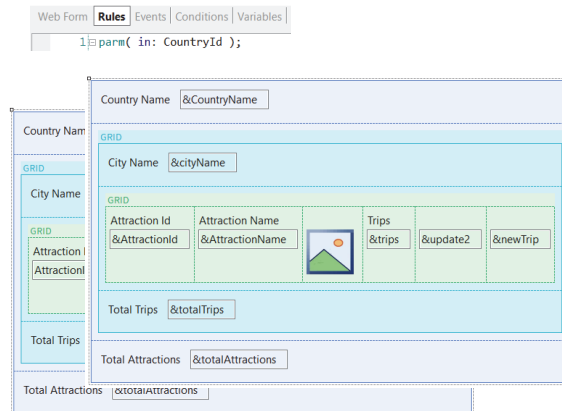 Web Form Rules Events Conditions Variables
1 parm( in: CountryId );
Country Name &CountryName
GRID
City Name &cityName
GRID
Attraction Id Attraction Name Trips
&AttractionId &AttractionName &trips &update2 &newTrip
Total Trips &totalTrips
Total Attractions &totalAttractions
Country Nam
GRID
City Name
GRID
Attraction
AttractionI
Total Trips
Total Attractions &totalAttractions